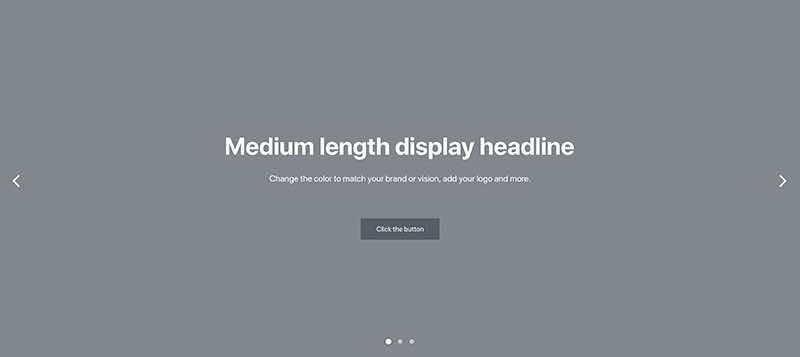 Medium length display headline
Change the color to match your brand or vision, add your logo and more.
Click the button